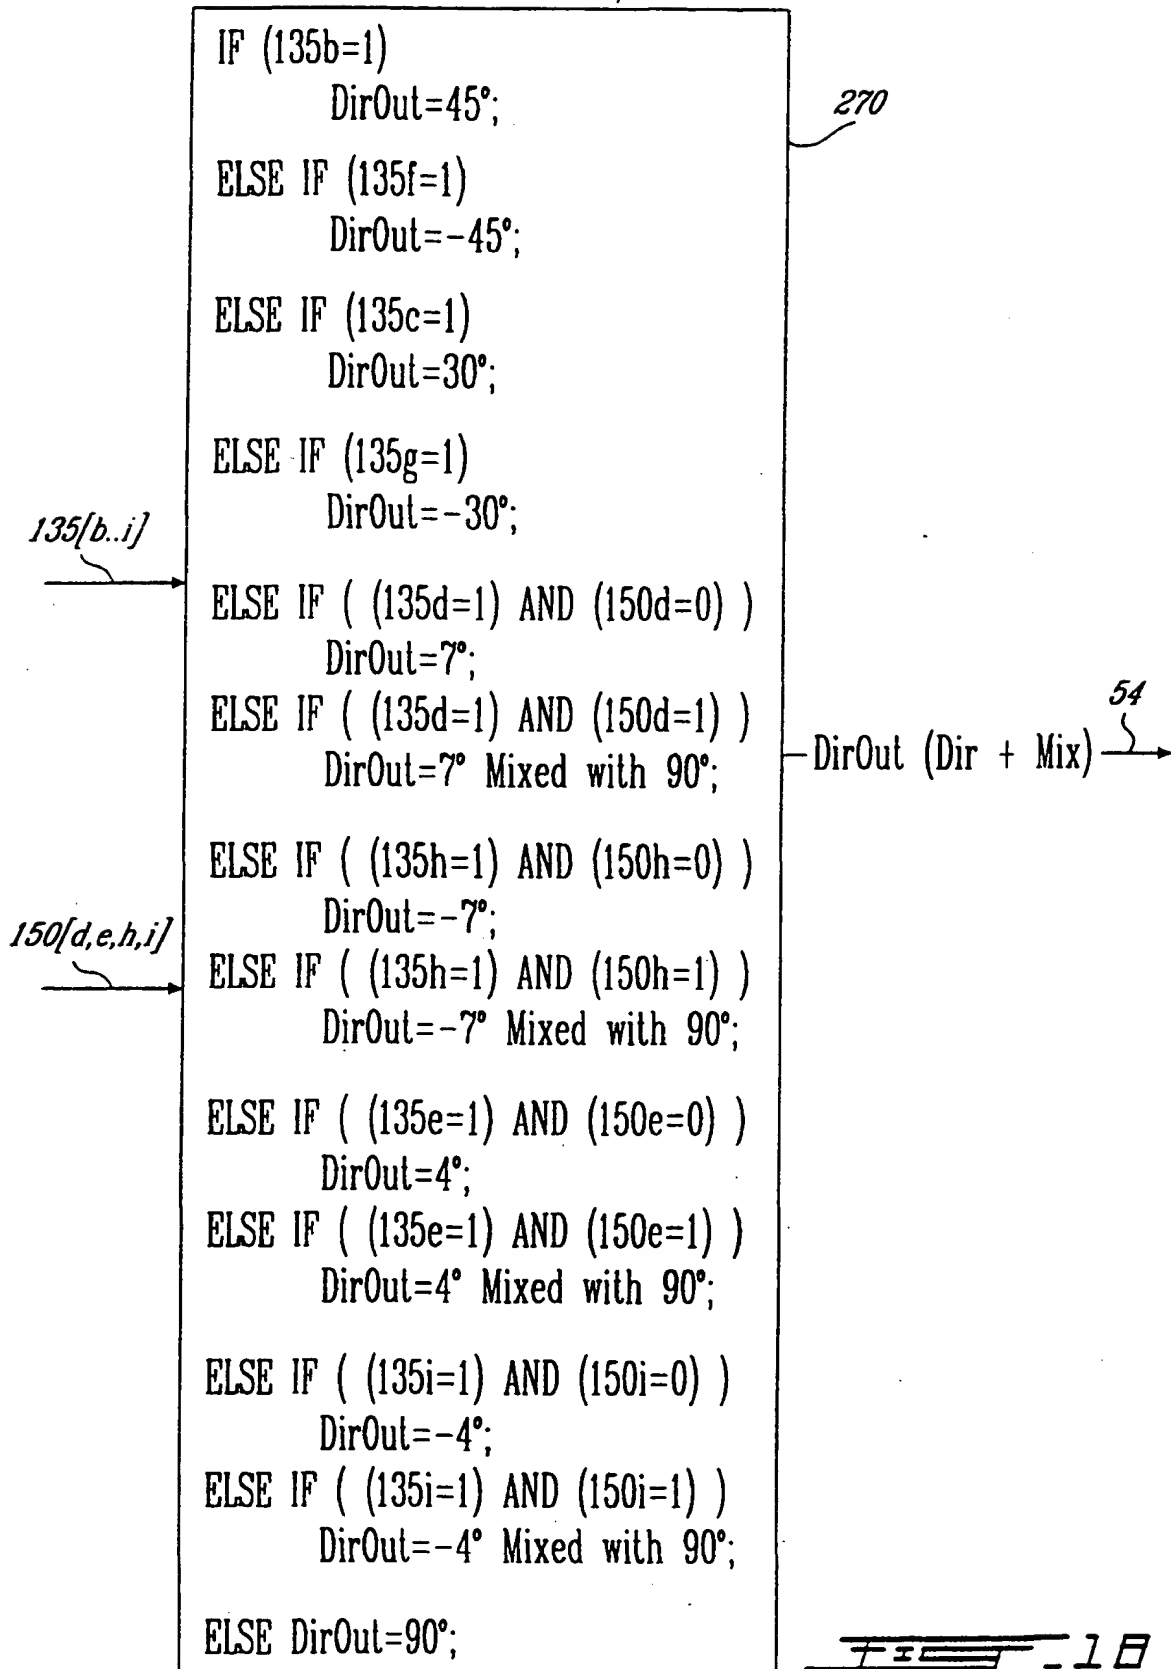 IF (135b=1)
DirOut=45°;
270
ELSE IF (135f=1)
DirOut=-45°;
ELSE IF (135c=1)
DirOut=30°;
ELSE IF (135g=1)
DirOut=-30°;
135[b..i]
ELSE IF ( (135d=1) AND (150d=0) )
DirOut=7°;
ELSE IF ( (135d=1) AND (150d=1) )
DirOut=7° Mixed with 90°;
54
DirOut (Dir + Mix)
ELSE IF ( (135h=1) AND (150h=0) )
DirOut=-7°;
150[d,e,h,i]
ELSE IF ( (135h=1) AND (150h=1) )
DirOut=-7° Mixed with 90°;
ELSE IF ( (135e=1) AND (150e=0) )
DirOut=4°;
ELSE IF ( (135e=1) AND (150e=1) )
DirOut=4° Mixed with 90°;
ELSE IF ( (135i=1) AND (150i=0) )
DirOut=-4°;
ELSE IF ( (135i=1) AND (150i=1) )
DirOut=-4° Mixed with 90°;
ELSE DirOut=90°;
Fig-18